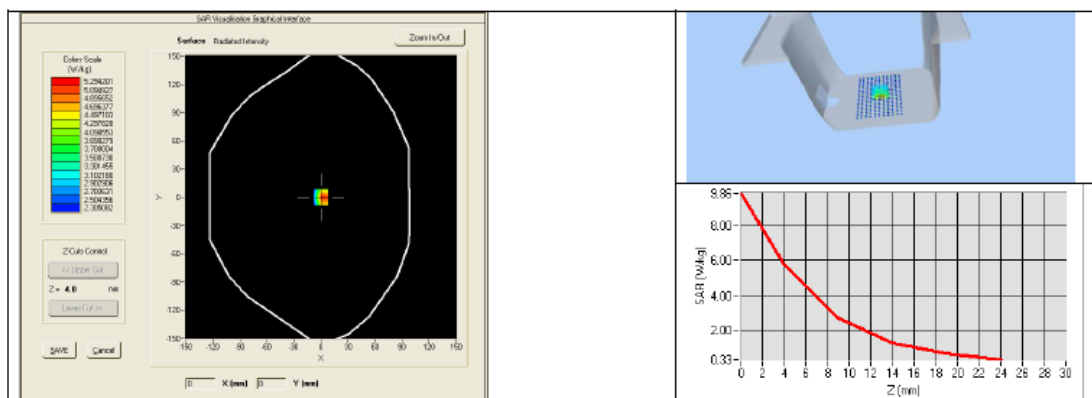 SAR Visualisation Graphical Interface
Surface Radiated Intensity
Zoom In/Out
Colors Scale
(W/kg)
5.294201
5.094927
4.895652
4.696377
4.497103
4.297828
4.098553
3.899279
3.700004
3.500730
3.301455
3.102180
2.902906
2.703631
2.504356
2.305082
Z-Cuts Control
<< Upper Cut
Z = 4.0 mm
Lower Cut >>
SAVE Cancel
150
120
90
60
30
0
-30
-60
-90
-120
-150
Y
-150 -120 -90 -60 -30 0 30 60 90 120 150
X
0 X (mm) 0 Y (mm)
9.86
8.00
6.00
4.00
2.00
0.33
SAR (W/kg)
0 2 4 6 8 10 12 14 16 18 20 22 24 26 28 30
Z (mm)